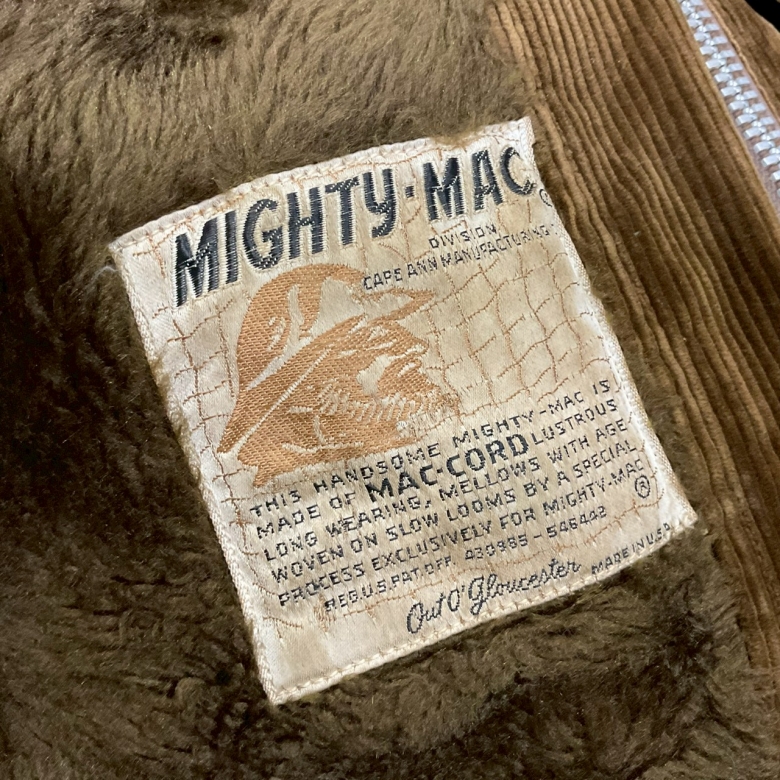 MIGHTY-MAC®
DIVISION
CAPE ANN MANUFACTURING
THIS HANDSOME MIGHTY-MAC IS
MADE OF MAC-CORD LUSTROUS
LONG WEARING, MELLOWS WITH AGE
WOVEN ON SLOW LOOMS BY A SPECIAL
PROCESS EXCLUSIVELY FOR MIGHTY-MAC ®
REG.U.S.PAT.OFF. 420985 - 546442
Out O' Gloucester MADE IN U.S.A.